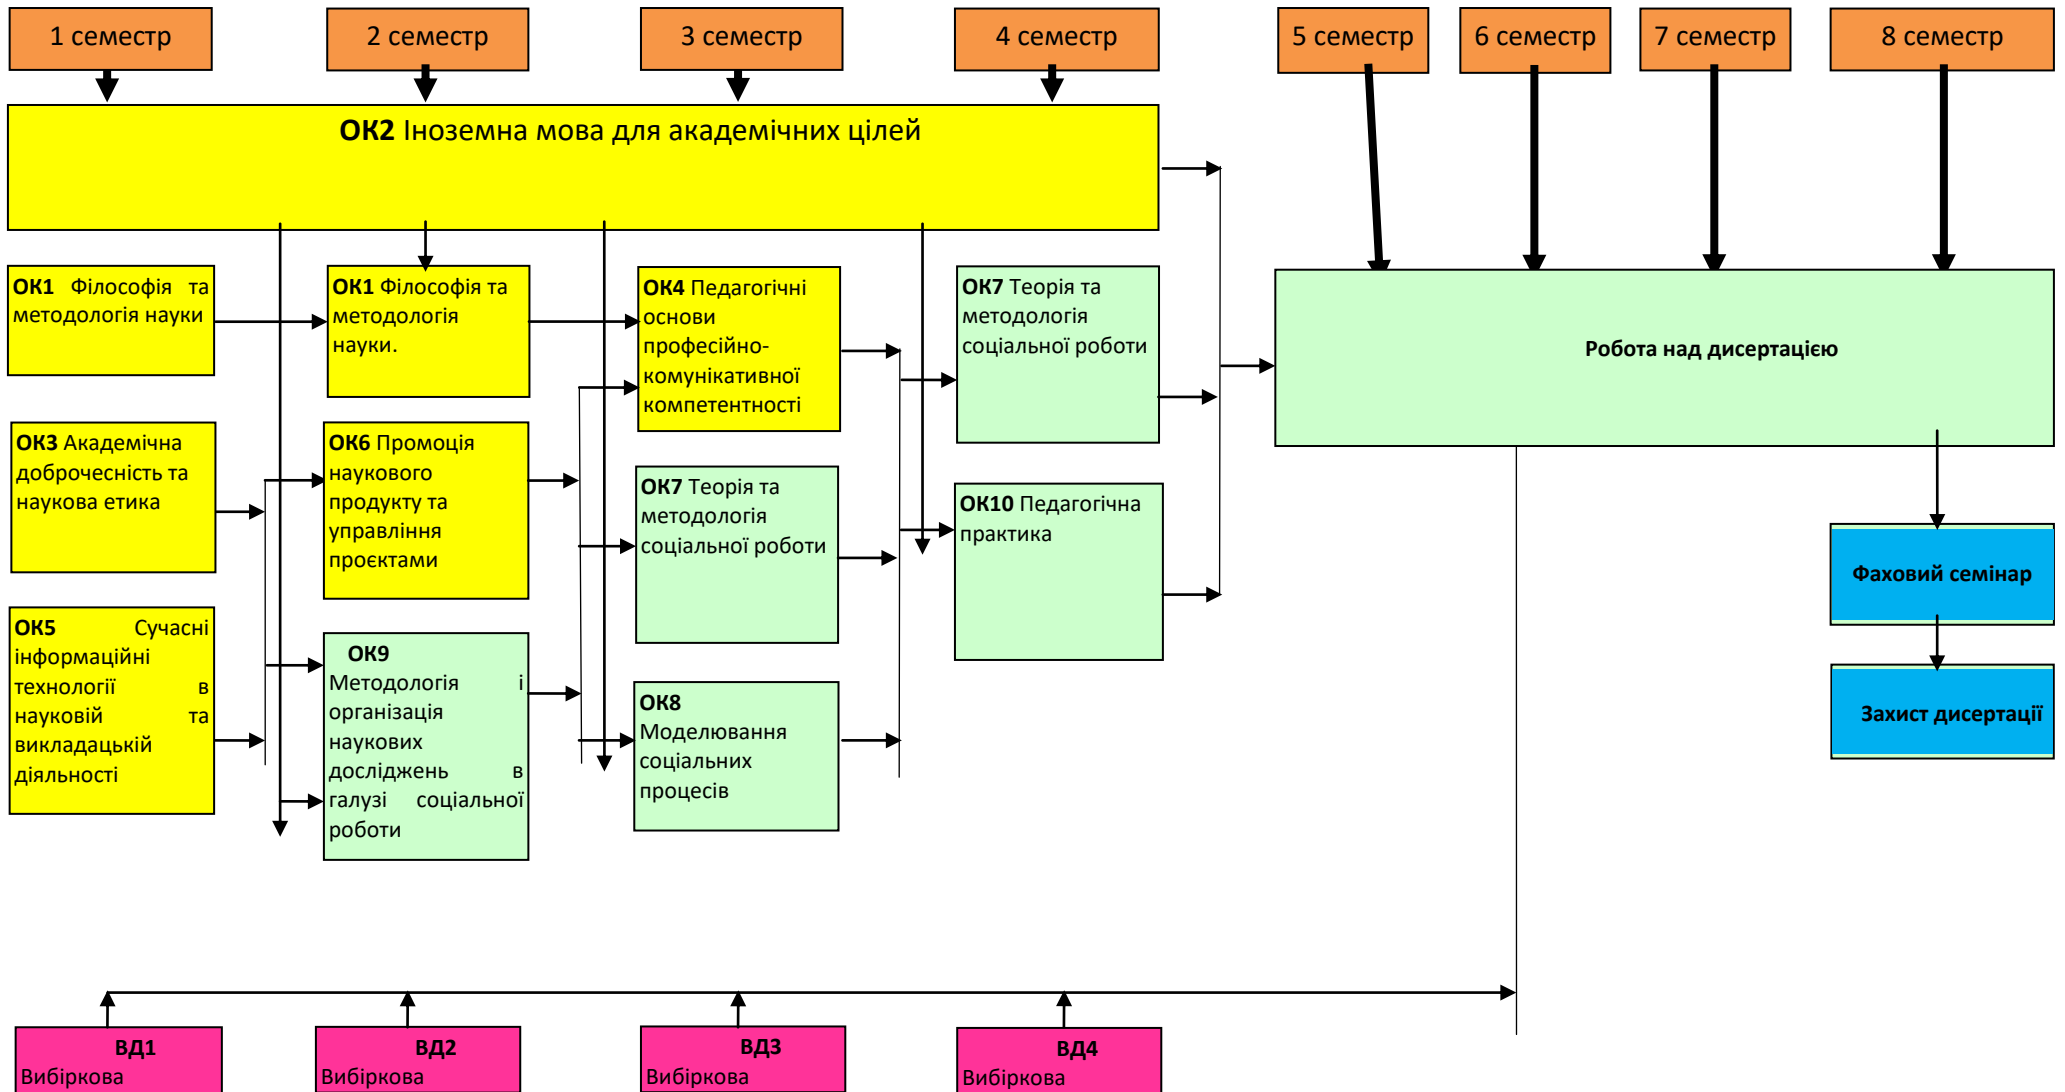 1 семестр
2 семестр
3 семестр
4 семестр
5 семестр
6 семестр
7 семестр
8 семестр
ОК2 Іноземна мова для академічних цілей
ОК1 Філософія та
методологія науки
ОК1 Філософія та
методологія
науки.
ОК4 Педагогічні
основи
професійно-
комунікативної
компетентності
ОК7 Теорія та
методологія
соціальної роботи
Робота над дисертацією
ОК3 Академічна
доброчесність та
наукова етика
ОК6 Промоція
наукового
продукту та
управління
проєктами
ОК7 Теорія та
методологія
соціальної роботи
ОК10 Педагогічна
практика
Фаховий семінар
ОК5 Сучасні
інформаційні
технології в
науковій та
викладацькій
діяльності
ОК9
Методологія і
організація
наукових
досліджень в
галузі соціальної
роботи
ОК8
Моделювання
соціальних
процесів
Захист дисертації
ВД1
Вибіркова
ВД2
Вибіркова
ВД3
Вибіркова
ВД4
Вибіркова